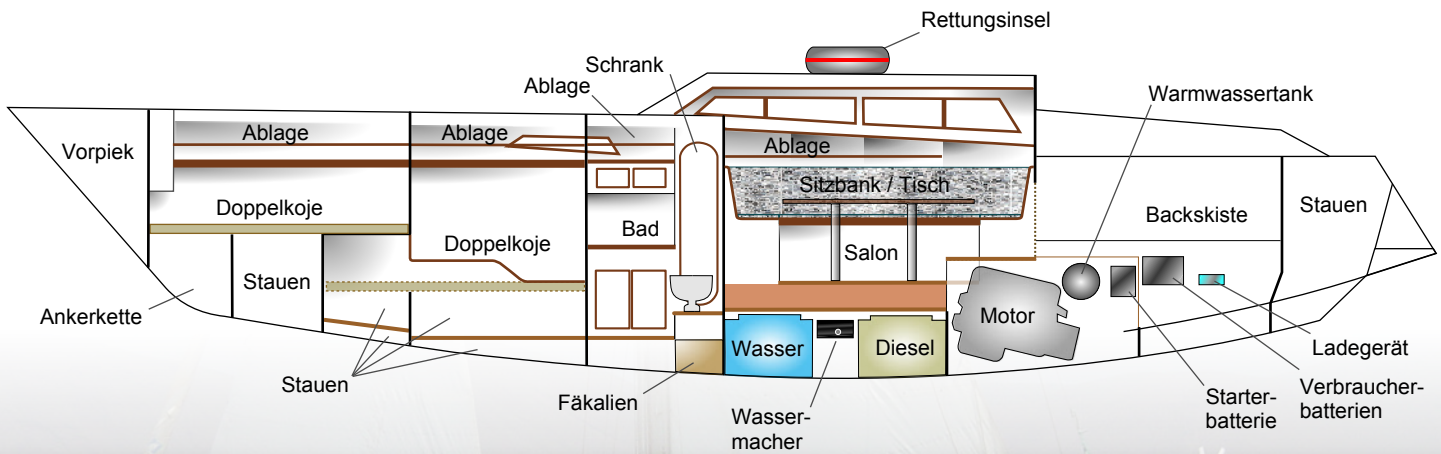 Rettungsinsel
Schrank
Ablage
Warmwassertank
Vorpiek
Ablage
Ablage
Ablage
Sitzbank / Tisch
Doppelkoje
Doppelkoje
Bad
Salon
Backskiste
Stauen
Stauen
Ankerkette
Motor
Wasser
Diesel
Ladegerät
Stauen
Fäkalien
Wasser-
macher
Starter-
batterie
Verbraucher-
batterien